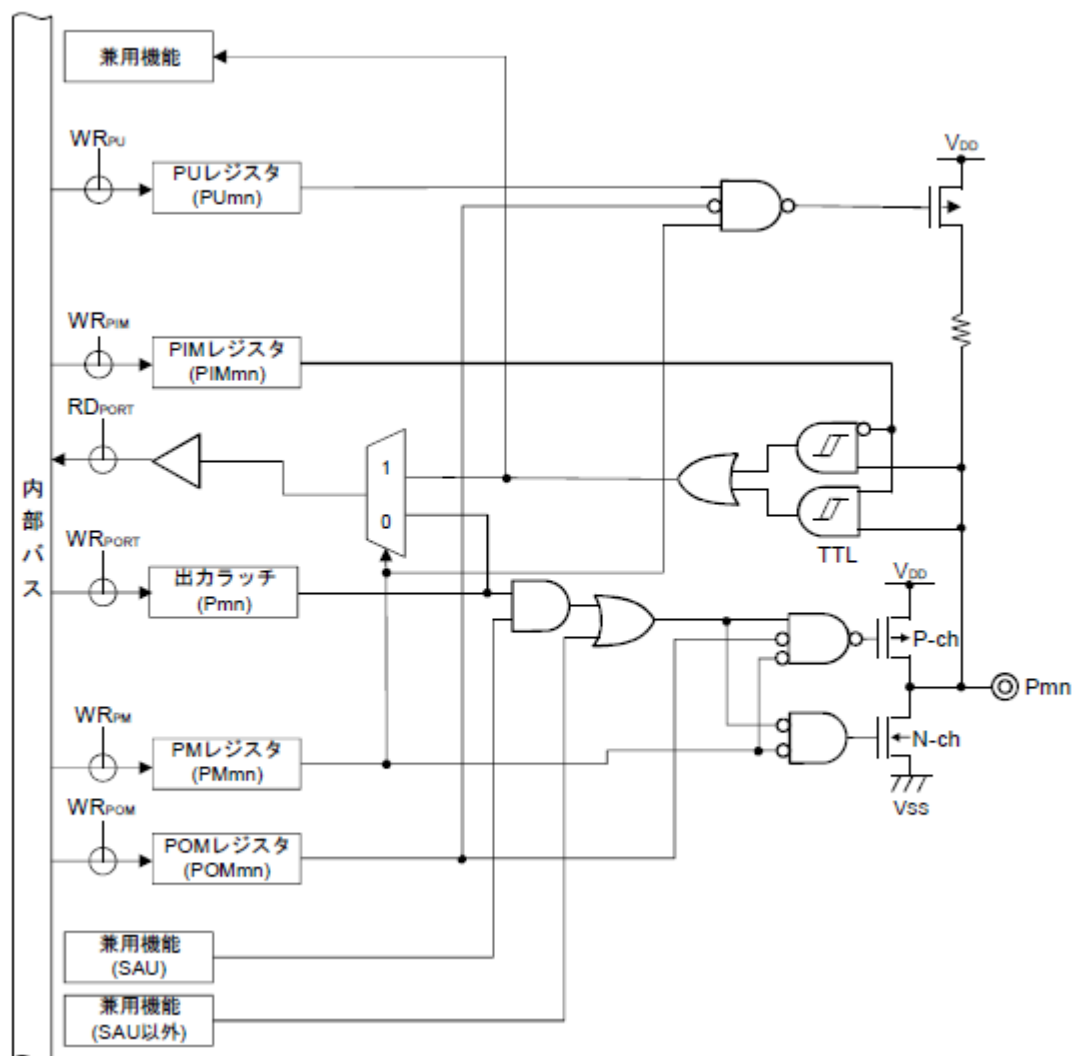 兼用機能
WRPU
PUレジスタ
(PUmn)
VDD
WRPIM
PIMレジスタ
(PIMmn)
RDPORT
1
0
TTL
内部バス
WRPORT
出力ラッチ
(Pmn)
VDD
P-ch
Pmn
N-ch
VSS
WRPM
PMレジスタ
(PMmn)
WRPOM
POMレジスタ
(POMmn)
兼用機能
(SAU)
兼用機能
(SAU以外)